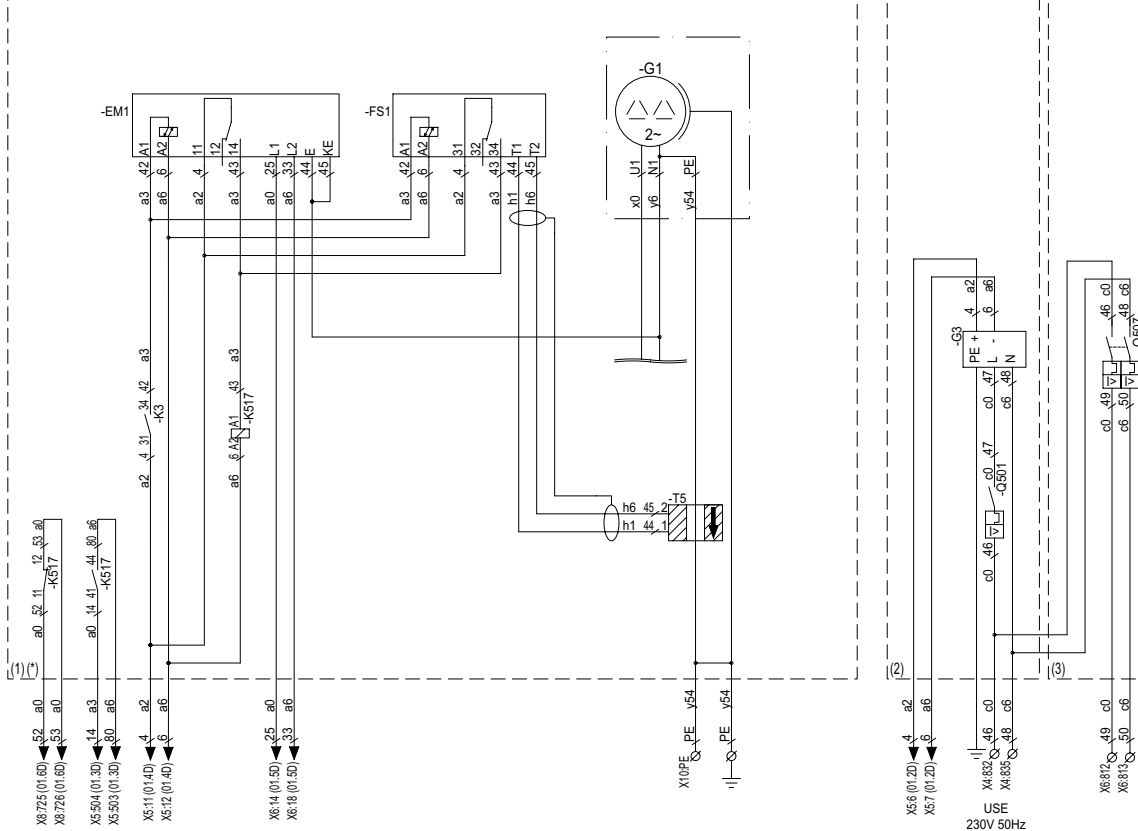 -G1
2~
U1
N1
PE
x0
y6
y54
-EM1
A1
A2
11
12
14
L1
L2
E
KE
42
6
4
43
25
33
44
45
a3
a6
a2
a3
a0
a6
-FS1
A1
A2
31
32
34
T1
T2
42
6
4
43
44
45
a3
a6
a2
a3
h1
h6
a3
42
34
-K3
31
4
a2
a3
43
A1
-K517
A2
6
a6
-T5
h6 45 2
h1 44 1
a0
53
12
-K517
11
52
a0
a6
80
44
-K517
41
14
a0
(1) (*)
52 a0
53 a0
14 a3
80 a6
4 a2
6 a6
25 a0
33 a6
PE y54
PE y54
X8:725 (01.6D)
X8:726 (01.6D)
X5:504 (01.3D)
X5:503 (01.3D)
X5:11 (01.4D)
X5:12 (01.4D)
X6:14 (01.5D)
X6:18 (01.5D)
X10:PE
a2
a6
4
6
-G3
+
-
PE
L
N
47
48
c0
c6
47
c0
-Q501
46
c0
(2)
a2
a6
c0
c6
4
6
46
48
X5:6 (01.2D)
X5:7 (01.2D)
X4:832
X4:835
USE
230V 50Hz
c0
c6
46
48
49
50
c0
c6
(3)
c0
c6
49
50
X6:812
X6:813